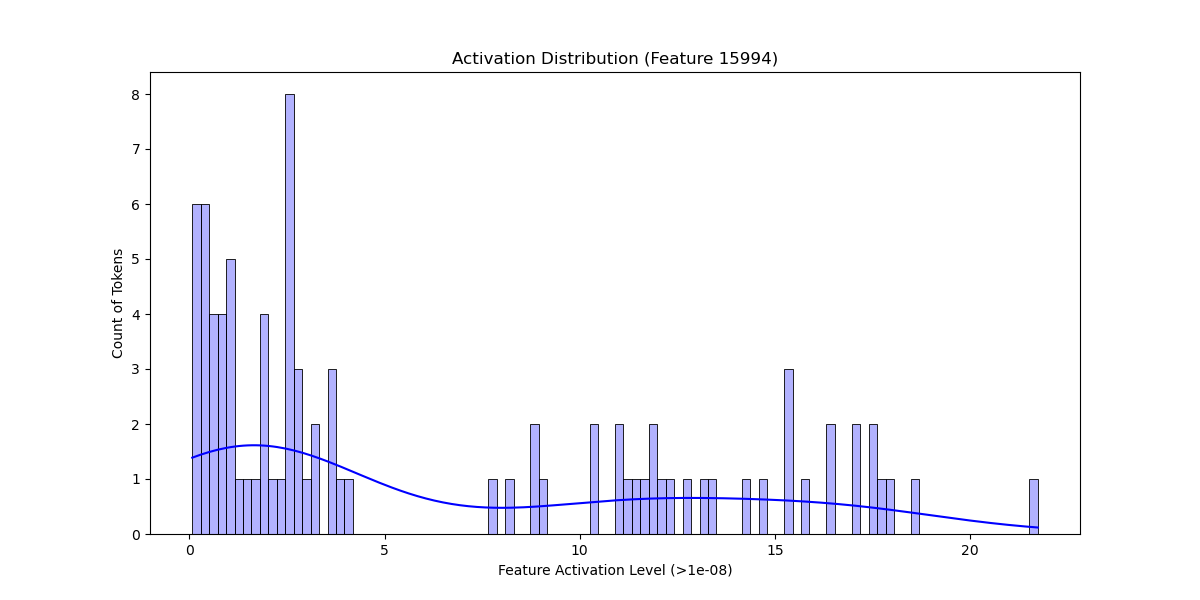 Activation Distribution (Feature 15994)
8
7
6
5
4
3
2
1
0
Count of Tokens
0 5 10 15 20
Feature Activation Level (>1e-08)